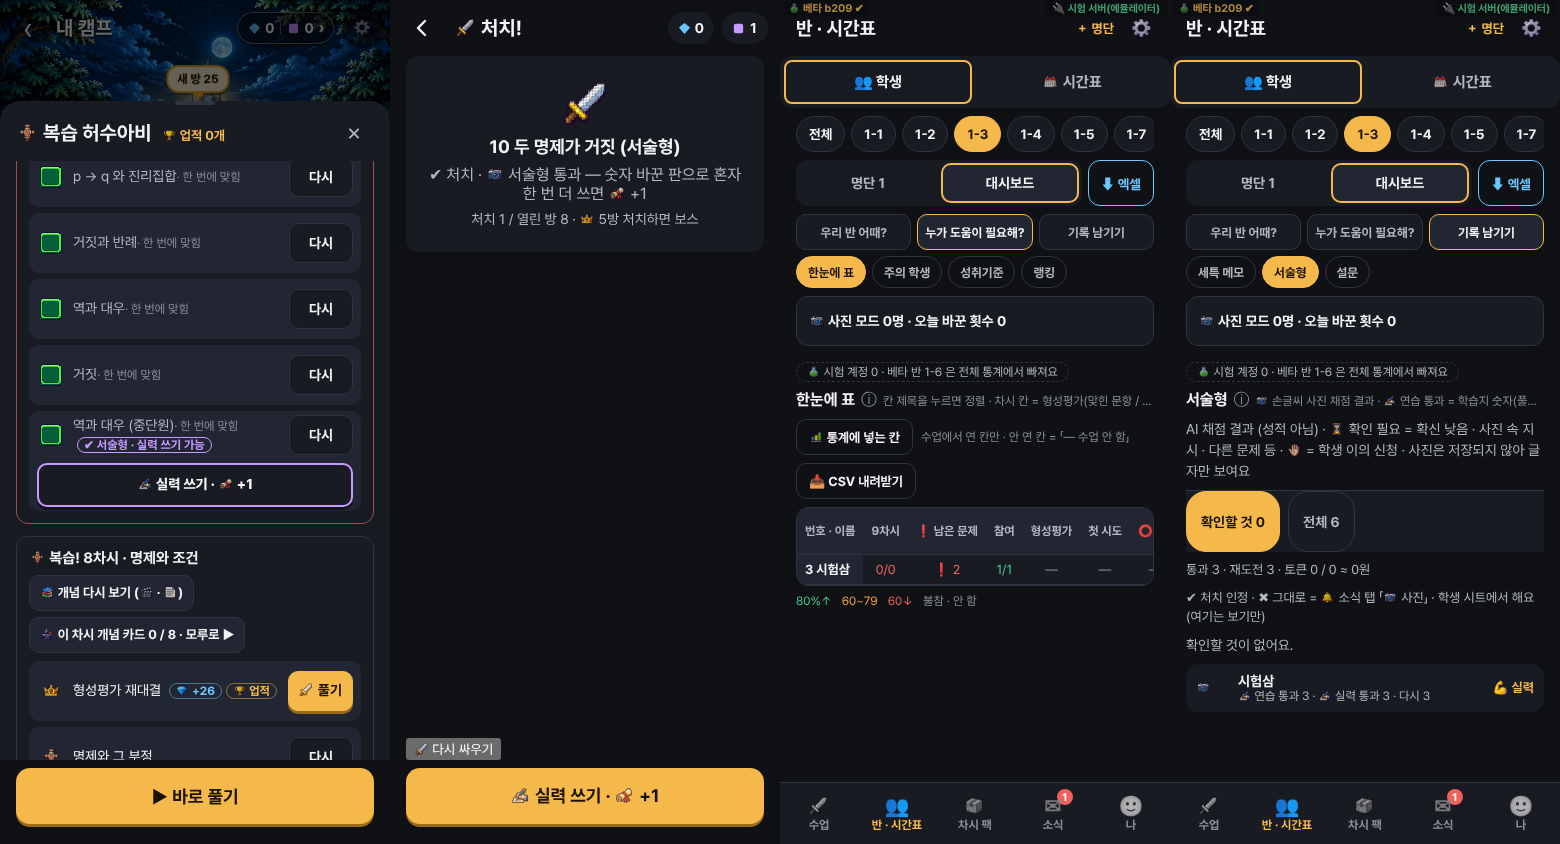 내 캠프
0
0 ›
새 방 25
복습 허수아비 업적 0개 ✕
p → q 와 진리집합 · 한 번에 맞힘
다시
거짓과 반례 · 한 번에 맞힘
다시
역과 대우 · 한 번에 맞힘
다시
거짓 · 한 번에 맞힘
다시
역과 대우 (중단원) · 한 번에 맞힘
✔ 서술형 · 실력 쓰기 가능
다시
실력 쓰기 · +1
복습! 8차시 · 명제와 조건
개념 다시 보기 ( · )
이 차시 개념 카드 0 / 8 · 모루로 ▶
형성평가 재대결 +26 업적 풀기
명제와 그 부정
다시
▶ 바로 풀기
처치!
0
1
10 두 명제가 거짓 (서술형)
✔ 처치 · 서술형 통과 — 숫자 바꾼 판으로 혼자
한 번 더 쓰면 +1
처치 1 / 열린 방 8 · 5방 처치하면 보스
다시 싸우기
실력 쓰기 · +1
베타 b209 ✔
시험 서버(에뮬레이터)
반 · 시간표
+ 명단
학생
시간표
전체 1-1 1-2 1-3 1-4 1-5 1-7
명단 1
대시보드
⬇ 엑셀
우리 반 어때?
누가 도움이 필요해?
기록 남기기
한눈에 표
주의 학생
성취기준
랭킹
사진 모드 0명 · 오늘 바꾼 횟수 0
시험 계정 0 · 베타 반 1-6 은 전체 통계에서 빠져요
한눈에 표 ⓘ 칸 제목을 누르면 정렬 · 차시 칸 = 형성평가(맞힌 문항 / ...
통계에 넣는 칸
수업에서 연 칸만 · 안 연 칸 = 「— 수업 안 함」
CSV 내려받기
번호 · 이름 9차시 ❗ 남은 문제 참여 형성평가 첫 시도
3 시험삼 0/0 ❗ 2 1/1 — —
80%↑ 60~79 60↓ 불참 · 안 함
수업
반 · 시간표
차시 팩
1
소식
나
베타 b209 ✔
시험 서버(에뮬레이터)
반 · 시간표
+ 명단
학생
시간표
전체 1-1 1-2 1-3 1-4 1-5 1-7
명단 1
대시보드
⬇ 엑셀
우리 반 어때?
누가 도움이 필요해?
기록 남기기
세특 메모
서술형
설문
사진 모드 0명 · 오늘 바꾼 횟수 0
시험 계정 0 · 베타 반 1-6 은 전체 통계에서 빠져요
서술형 ⓘ 손글씨 사진 채점 결과 · 연습 통과 = 학습지 숫자(풀...
AI 채점 결과 (성적 아님) · 확인 필요 = 확신 낮음 · 사진 속 지
시 · 다른 문제 등 · = 학생 이의 신청 · 사진은 저장되지 않아 글
자만 보여요
확인할 것 0
전체 6
통과 3 · 재도전 3 · 토큰 0 / 0 ≈ 0원
✔ 처치 인정 · ✖ 그대로 = 소식 탭 「 사진」 · 학생 시트에서 해요
(여기는 보기만)
확인할 것이 없어요.
시험삼
연습 통과 3 · 실력 통과 3 · 다시 3
실력
수업
반 · 시간표
차시 팩
1
소식
나